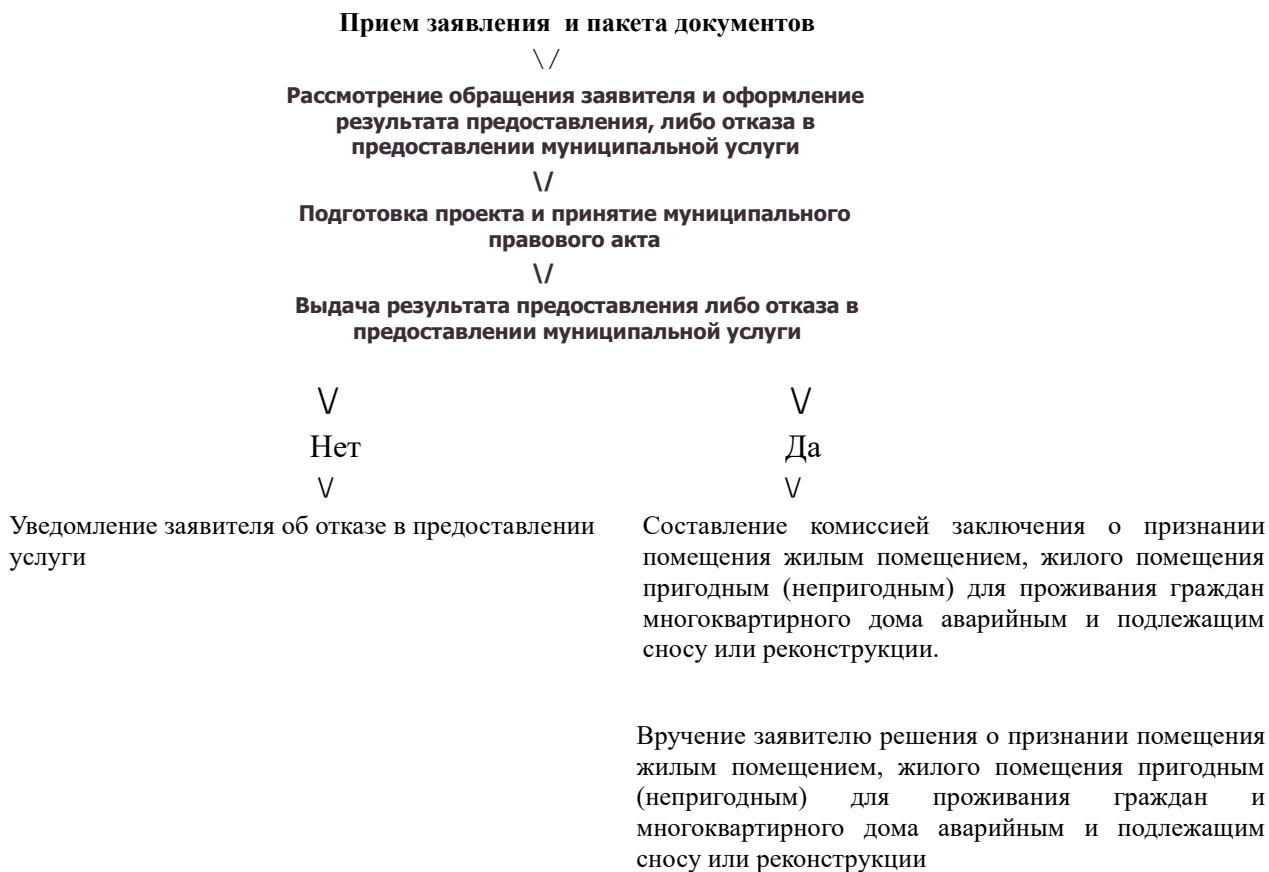 Прием заявления и пакета документов
\ /
Рассмотрение обращения заявителя и оформление
результата предоставления, либо отказа в
предоставлении муниципальной услуги
\/
Подготовка проекта и принятие муниципального
правового акта
\/
Выдача результата предоставления либо отказа в
предоставлении муниципальной услуги
\/ \/
Нет Да
\/ \/
Уведомление заявителя об отказе в предоставлении
услуги
Составление комиссией заключения о признании
помещения жилым помещением, жилого помещения
пригодным (непригодным) для проживания граждан
многоквартирного дома аварийным и подлежащим
сносу или реконструкции.
Вручение заявителю решения о признании помещения
жилым помещением, жилого помещения пригодным
(непригодным) для проживания граждан и
многоквартирного дома аварийным и подлежащим
сносу или реконструкции